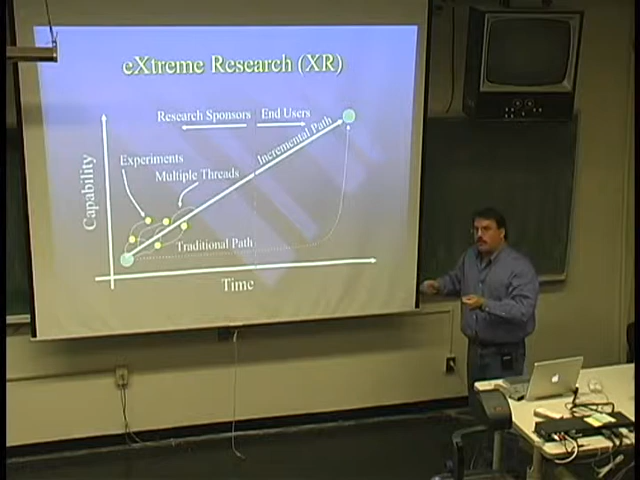 eXtreme Research (XR)
Research Sponsors
End Users
Incremental Path
Experiments
Multiple Threads
Capability
Traditional Path
Time